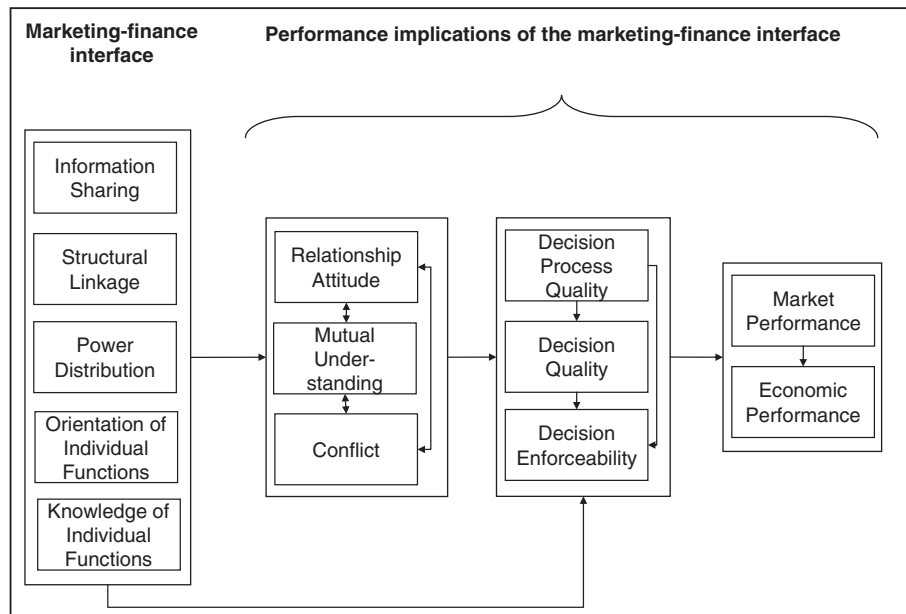 Marketing-finance
interface
Performance implications of the marketing-finance interface
Information
Sharing
Structural
Linkage
Power
Distribution
Orientation of
Individual
Functions
Knowledge of
Individual
Functions
Relationship
Attitude
Mutual
Under-
standing
Conflict
Decision
Process
Quality
Decision
Quality
Decision
Enforceability
Market
Performance
Economic
Performance